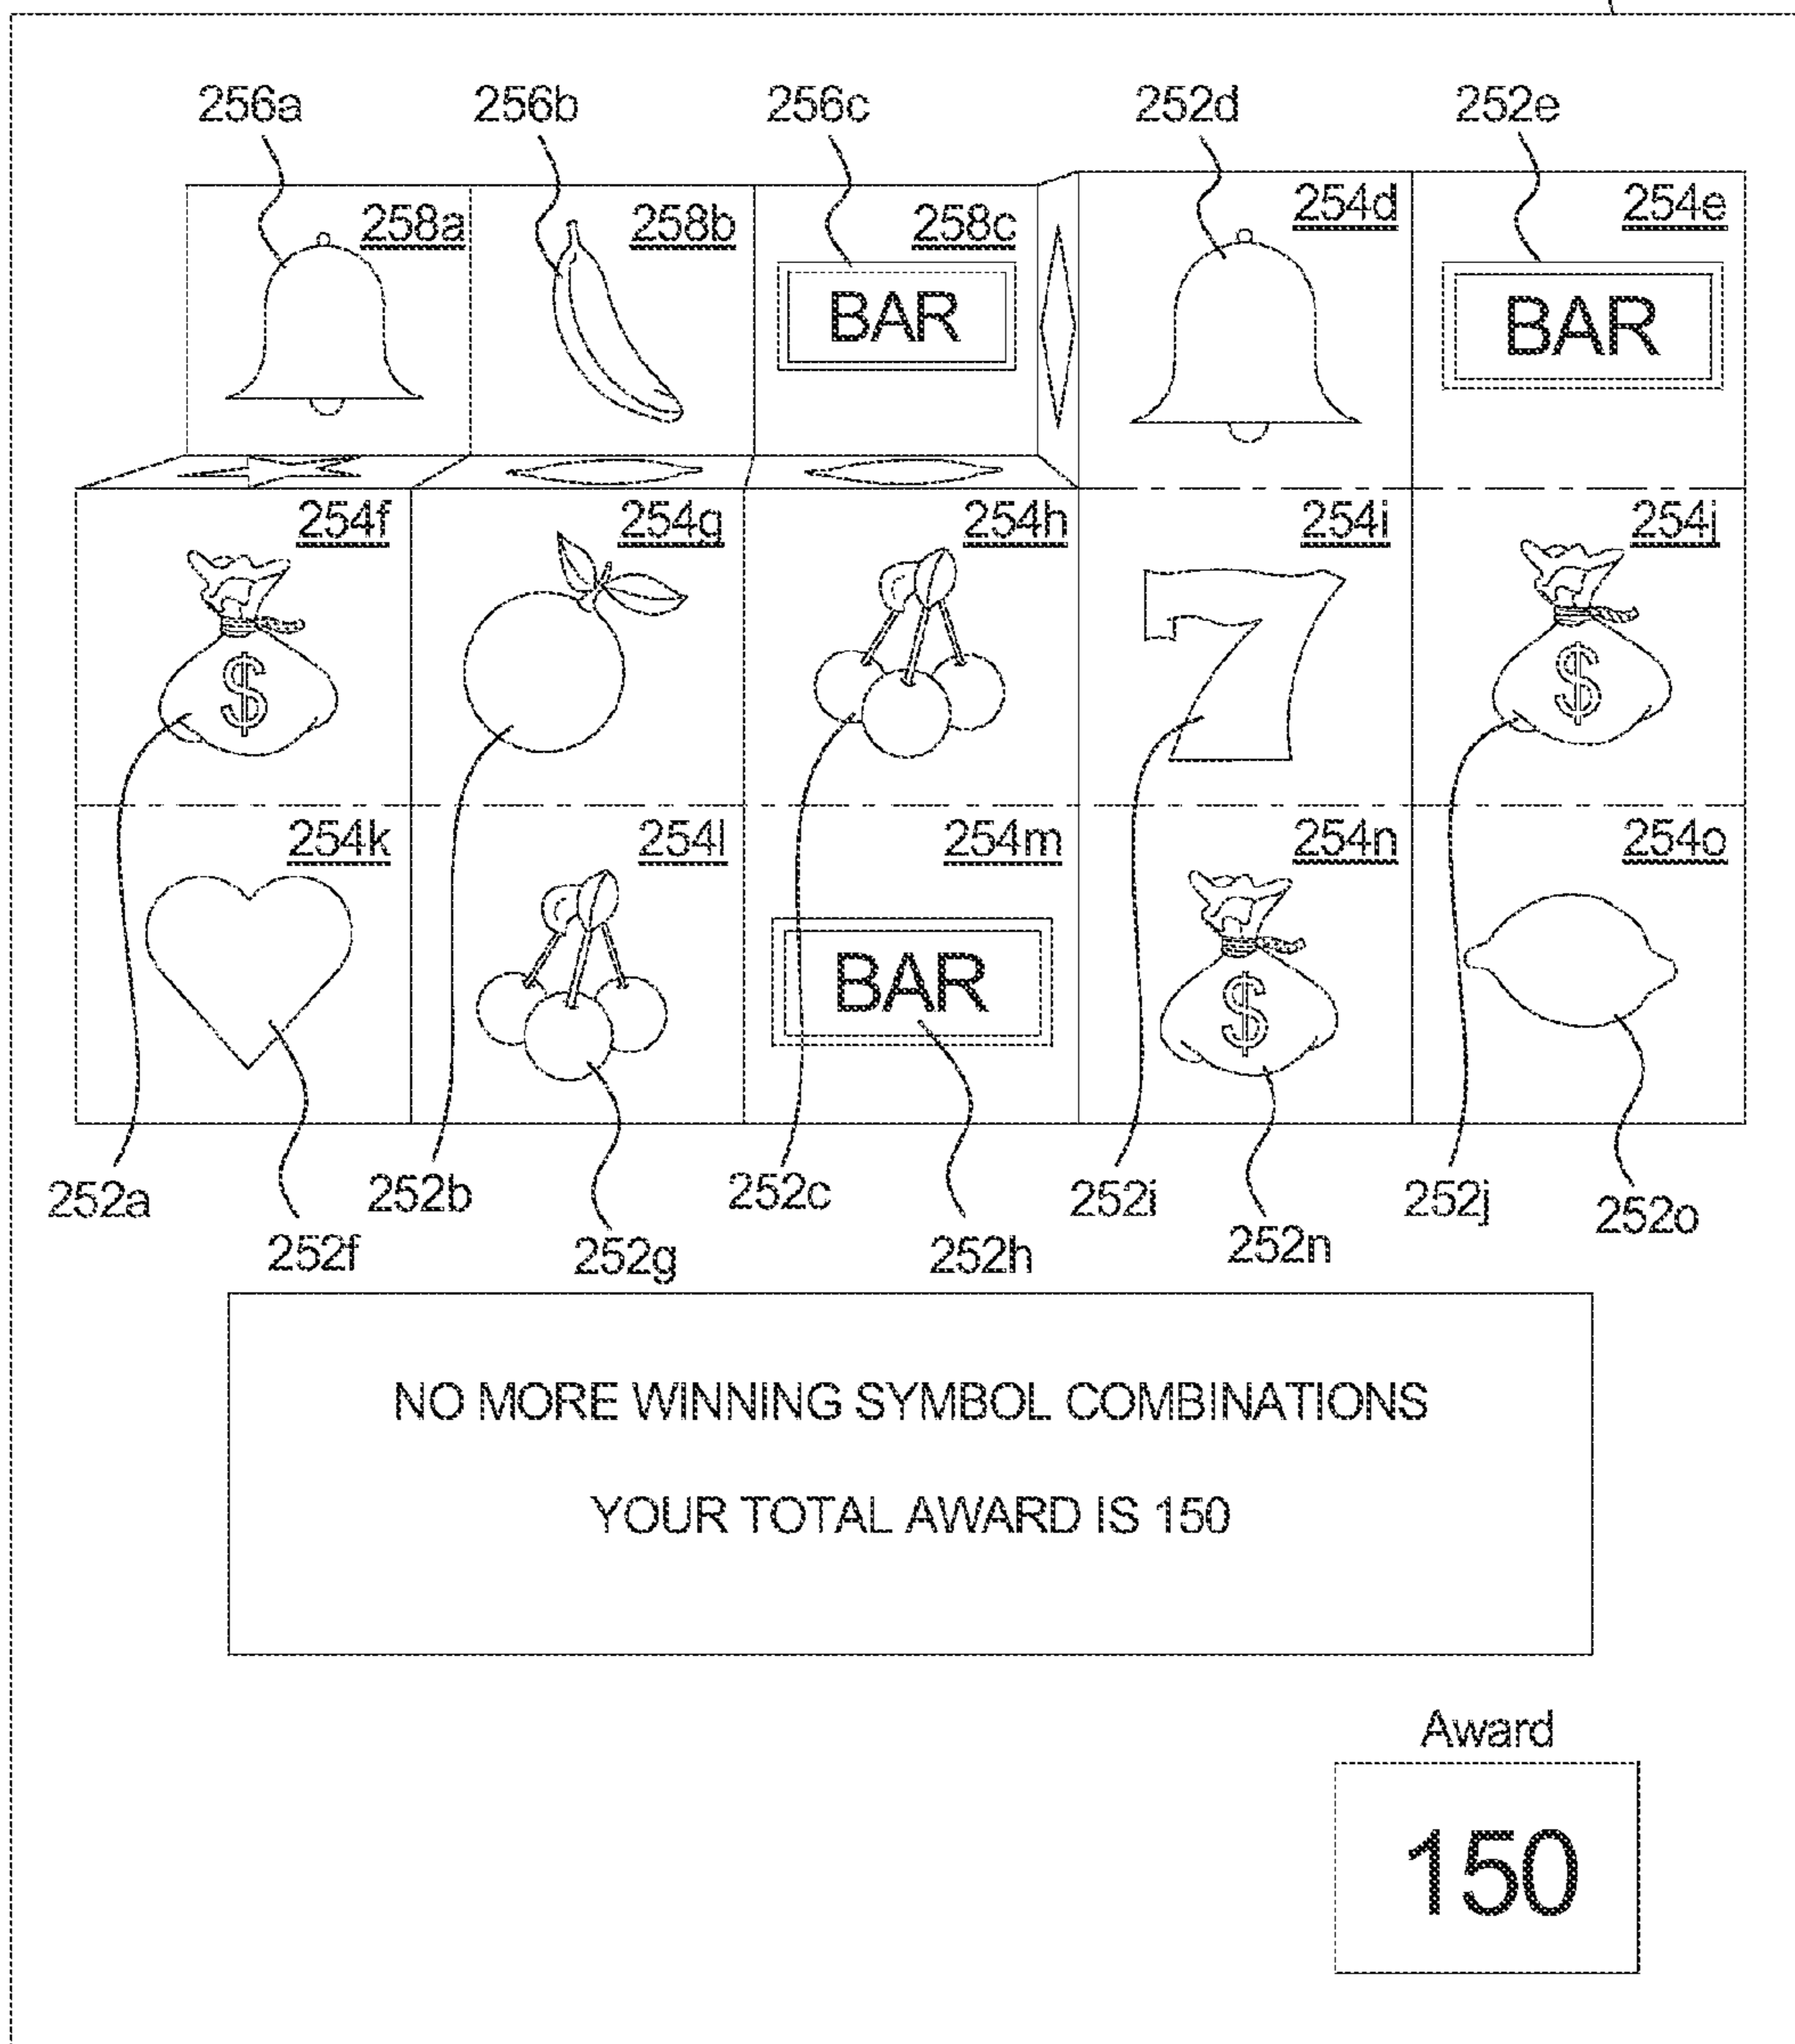 256a 256b 256c 252d 252e
258a 258b 258c 254d 254e
BAR BAR
254f 254g 254h 254i 254j
$ 7 $
254k 254l 254m 254n 254o
BAR $
252a 252b 252c 252i 252j 252o
252f 252g 252h 252n
NO MORE WINNING SYMBOL COMBINATIONS
YOUR TOTAL AWARD IS 150
Award
150